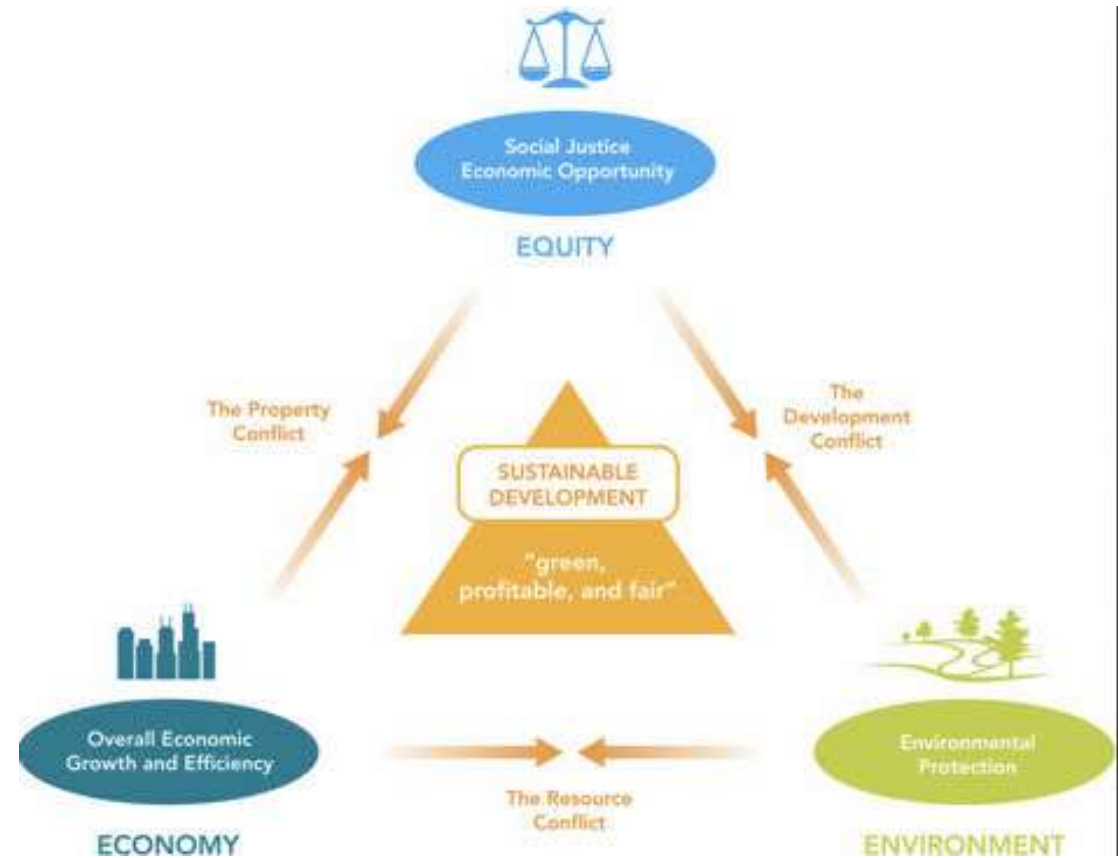 Social Justice
Economic Opportunity
EQUITY
The Property
Conflict
The
Development
Conflict
SUSTAINABLE
DEVELOPMENT
"green,
profitable, and fair"
Overall Economic
Growth and Efficiency
ECONOMY
The Resource
Conflict
Environmental
Protection
ENVIRONMENT